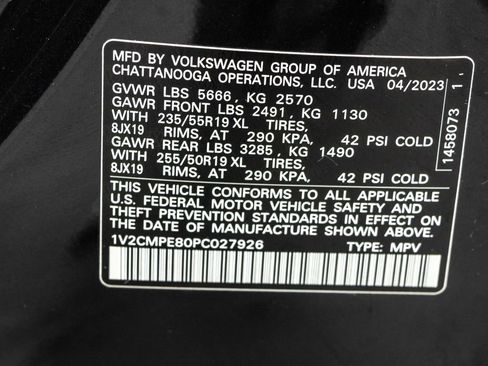 MFD BY VOLKSWAGEN GROUP OF AMERICA
CHATTANOOGA OPERATIONS, LLC. USA 04/2023
GVWR LBS 5666, KG 2570
GAWR FRONT LBS 2491, KG 1130
WITH 235/55R19 XL TIRES,
8JX19 RIMS, AT 290 KPA, 42 PSI COLD
GAWR REAR LBS 3285, KG 1490
WITH 255/50R19 XL TIRES,
8JX19 RIMS, AT 290 KPA, 42 PSI COLD
THIS VEHICLE CONFORMS TO ALL APPLICABLE
U.S. FEDERAL MOTOR VEHICLE SAFETY AND
THEFT PREVENTION STANDARDS IN EFFECT ON
THE DATE OF MANUFACTURE SHOWN ABOVE.
1V2CMPE80PC027926 TYPE: MPV
1458073 1